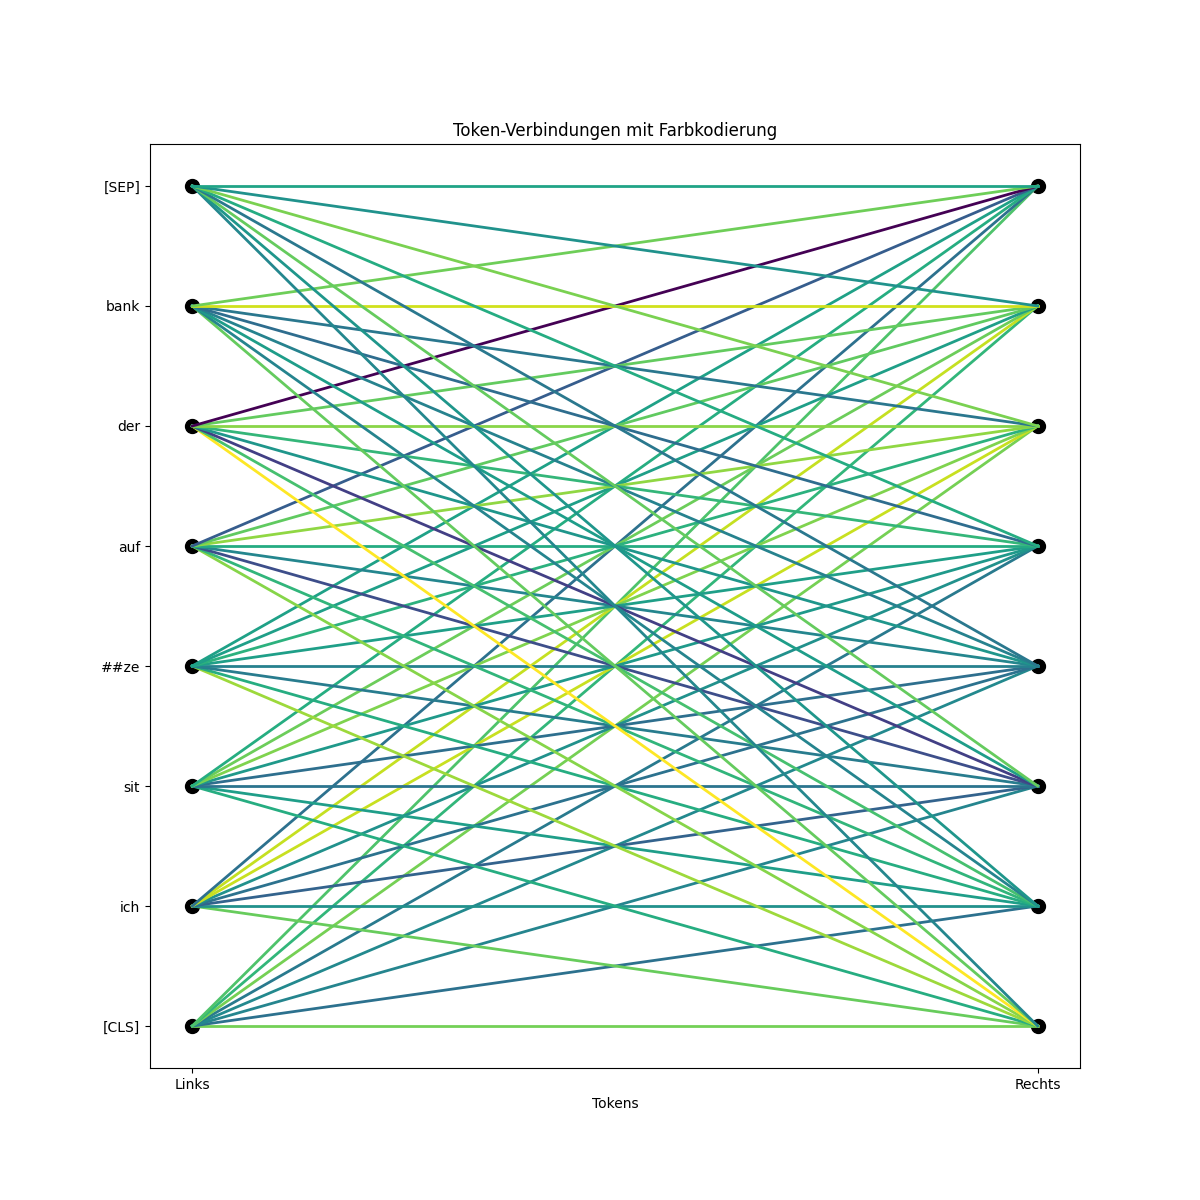 Token-Verbindungen mit Farbkodierung
[SEP]
bank
der
auf
##ze
sit
ich
[CLS]
Links Rechts
Tokens